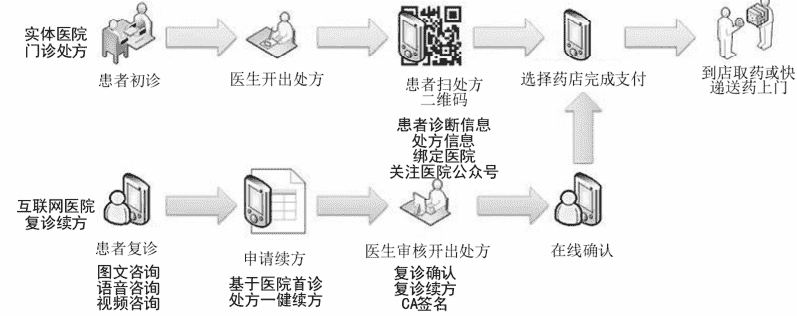 实体医院
门诊处方
患者初诊
医生开出处方
患者扫处方
二维码
选择药店完成支付
到店取药或快
递送药上门
患者诊断信息
处方信息
绑定医院
关注医院公众号
互联网医院
复诊续方
患者复诊
图文咨询
语音咨询
视频咨询
申请续方
基于医院首诊
处方一健续方
医生审核开出处方
复诊确认
复诊续方
CA签名
在线确认